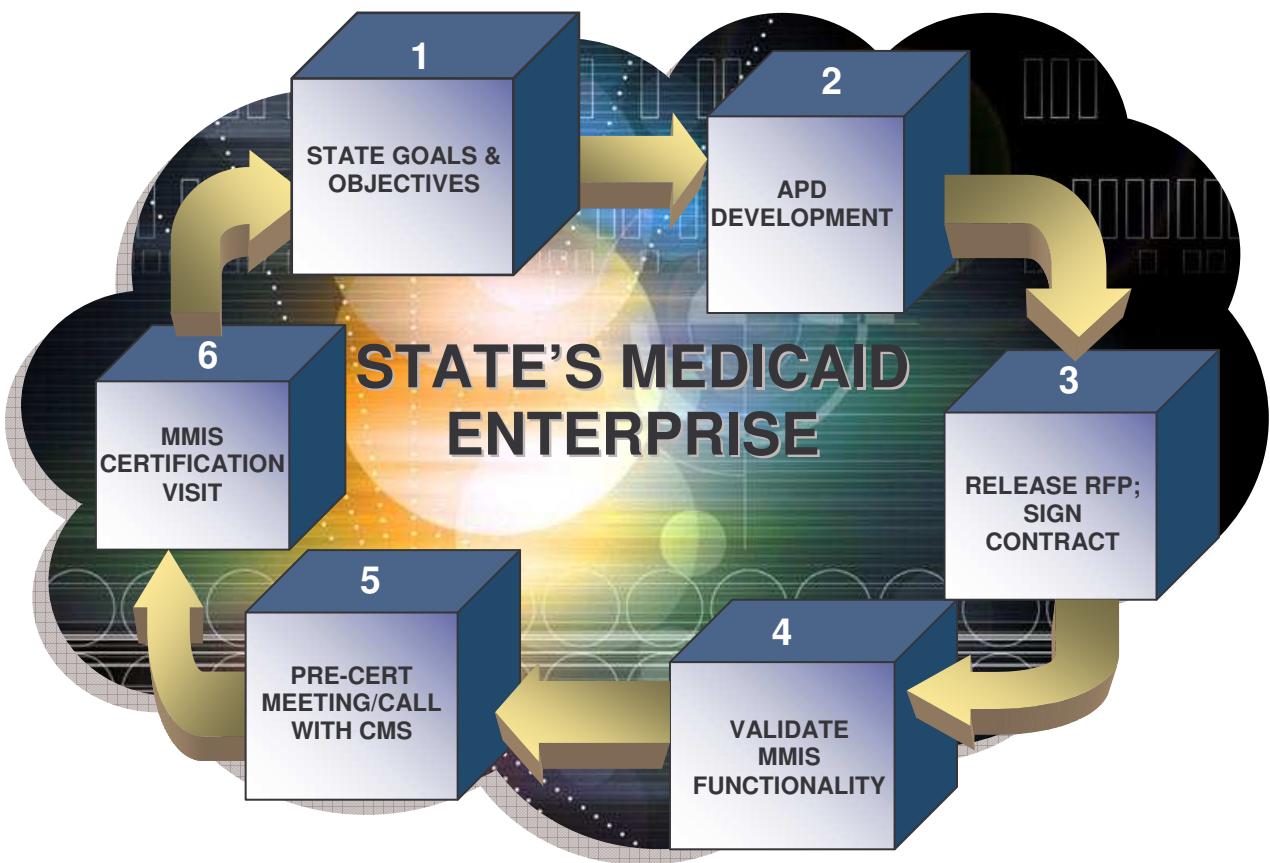 1
STATE GOALS &
OBJECTIVES
2
APD
DEVELOPMENT
3
RELEASE RFP;
SIGN
CONTRACT
4
VALIDATE
MMIS
FUNCTIONALITY
5
PRE-CERT
MEETING/CALL
WITH CMS
6
MMIS
CERTIFICATION
VISIT
STATE’S MEDICAID
ENTERPRISE